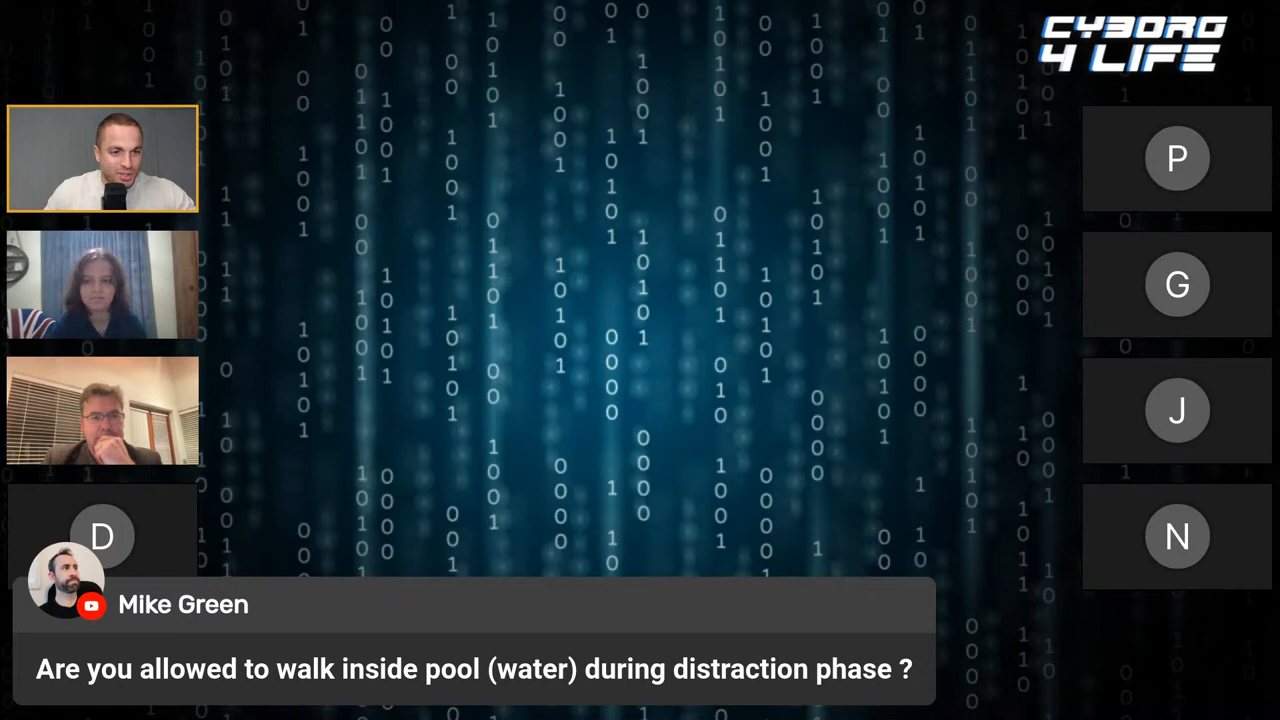 CYBORG
4 LIFE
P
G
J
D
N
Mike Green
Are you allowed to walk inside pool (water) during distraction phase ?